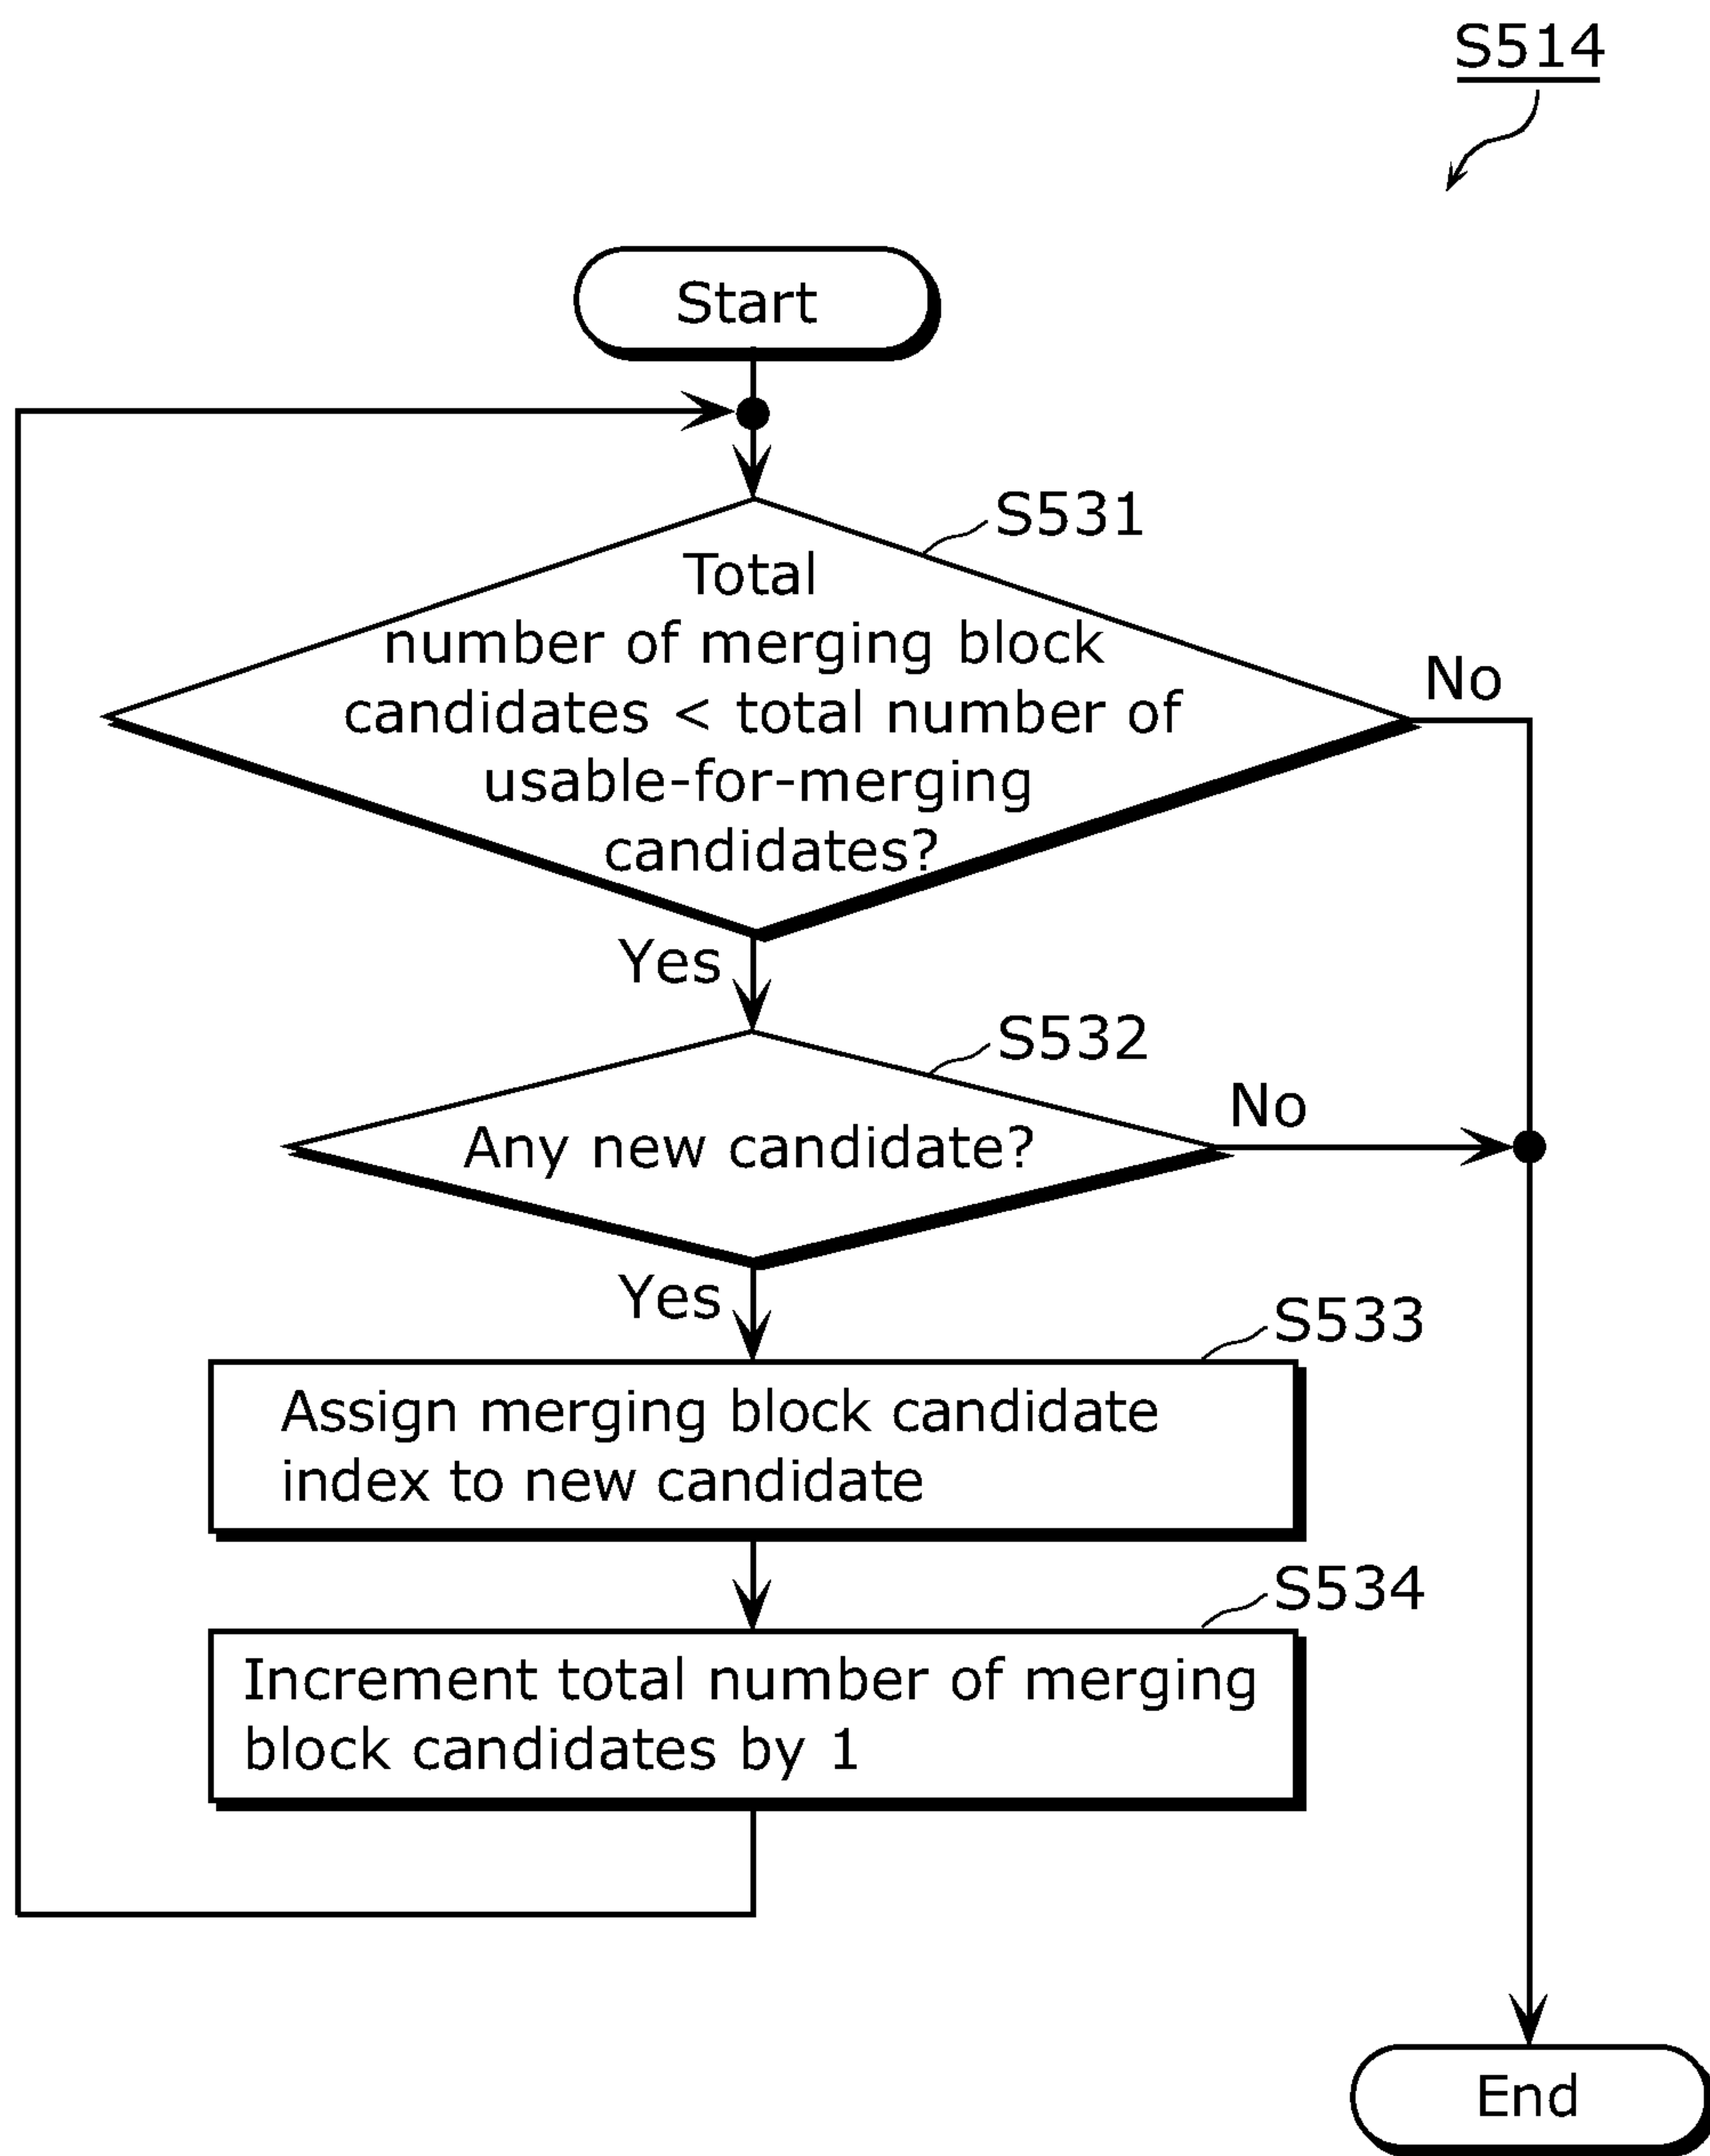 S514
Start
S531
Total
number of merging block
candidates < total number of
usable-for-merging
candidates?
No
Yes
S532
Any new candidate?
No
Yes
S533
Assign merging block candidate
index to new candidate
S534
Increment total number of merging
block candidates by 1
End